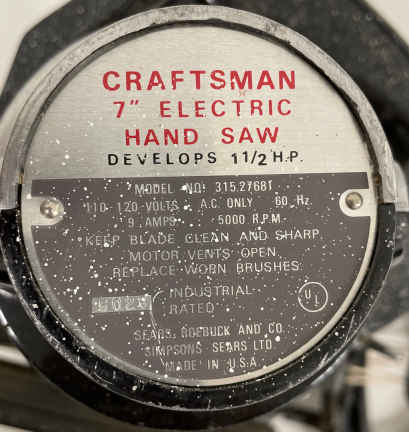 CRAFTSMAN
7" ELECTRIC
HAND SAW
DEVELOPS 1 1/2 H.P.
MODEL NO. 315.27681
110-120 VOLTS A.C. ONLY 60 Hz.
9 AMPS 5000 R.P.M.
KEEP BLADE CLEAN AND SHARP
MOTOR VENTS OPEN
REPLACE WORN BRUSHES
INDUSTRIAL
RATED
UL
SEARS, ROEBUCK AND CO.
SIMPSONS SEARS LTD.
MADE IN U.S.A.